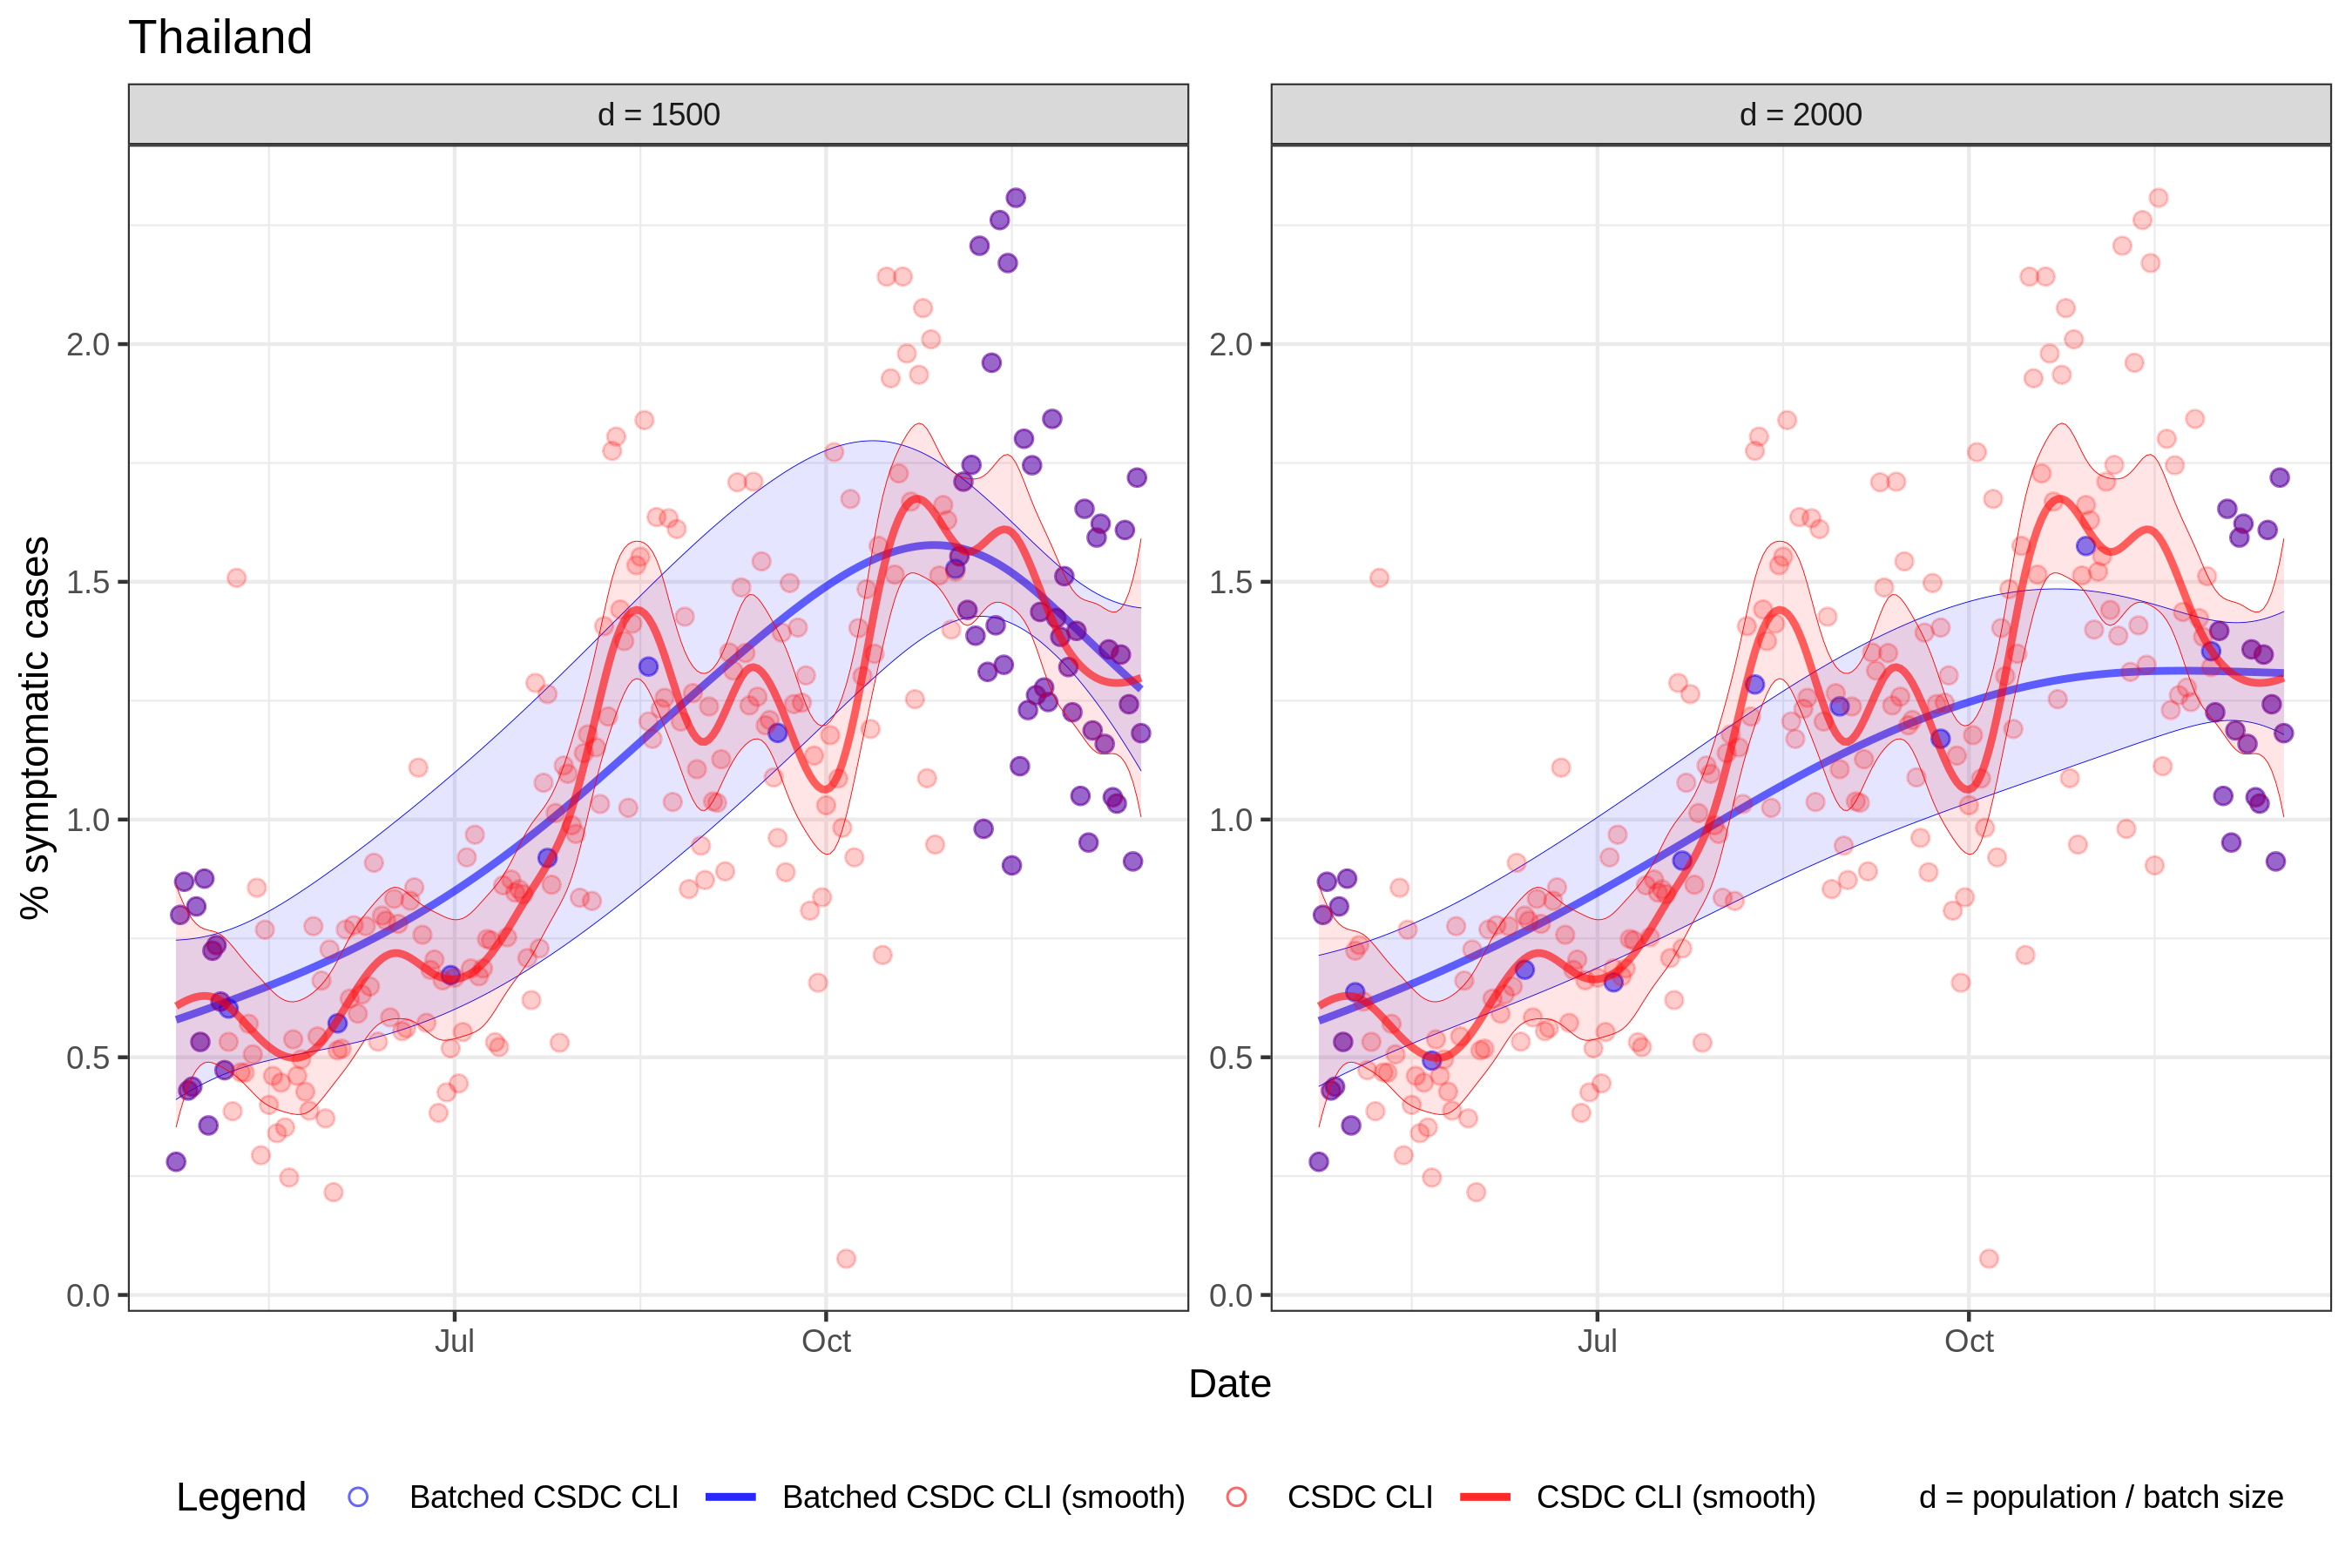 Thailand
d = 1500
d = 2000
% symptomatic cases
2.0
1.5
1.0
0.5
0.0
2.0
1.5
1.0
0.5
0.0
Jul
Oct
Jul
Oct
Date
Legend
Batched CSDC CLI
Batched CSDC CLI (smooth)
CSDC CLI
CSDC CLI (smooth)
d = population / batch size